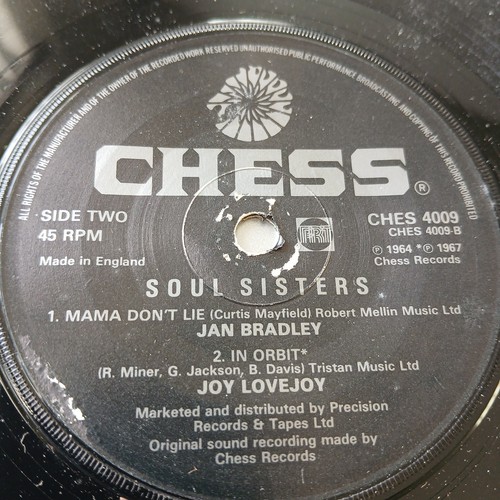 ALL RIGHTS OF THE MANUFACTURER AND OF THE OWNER OF THE RECORDED WORK RESERVED UNAUTHORISED PUBLIC PERFORMANCE BROADCASTING AND COPYING OF THIS RECORD PROHIBITED
CHESS®
SIDE TWO
45 RPM
Made in England
PRT
CHES 4009
CHES 4009-B
℗ 1964 *℗ 1967
Chess Records
SOUL SISTERS
1. MAMA DON'T LIE (Curtis Mayfield) Robert Mellin Music Ltd
JAN BRADLEY
2. IN ORBIT*
(R. Miner, G. Jackson, B. Davis) Tristan Music Ltd
JOY LOVEJOY
Marketed and distributed by Precision
Records & Tapes Ltd
Original sound recording made by
Chess Records